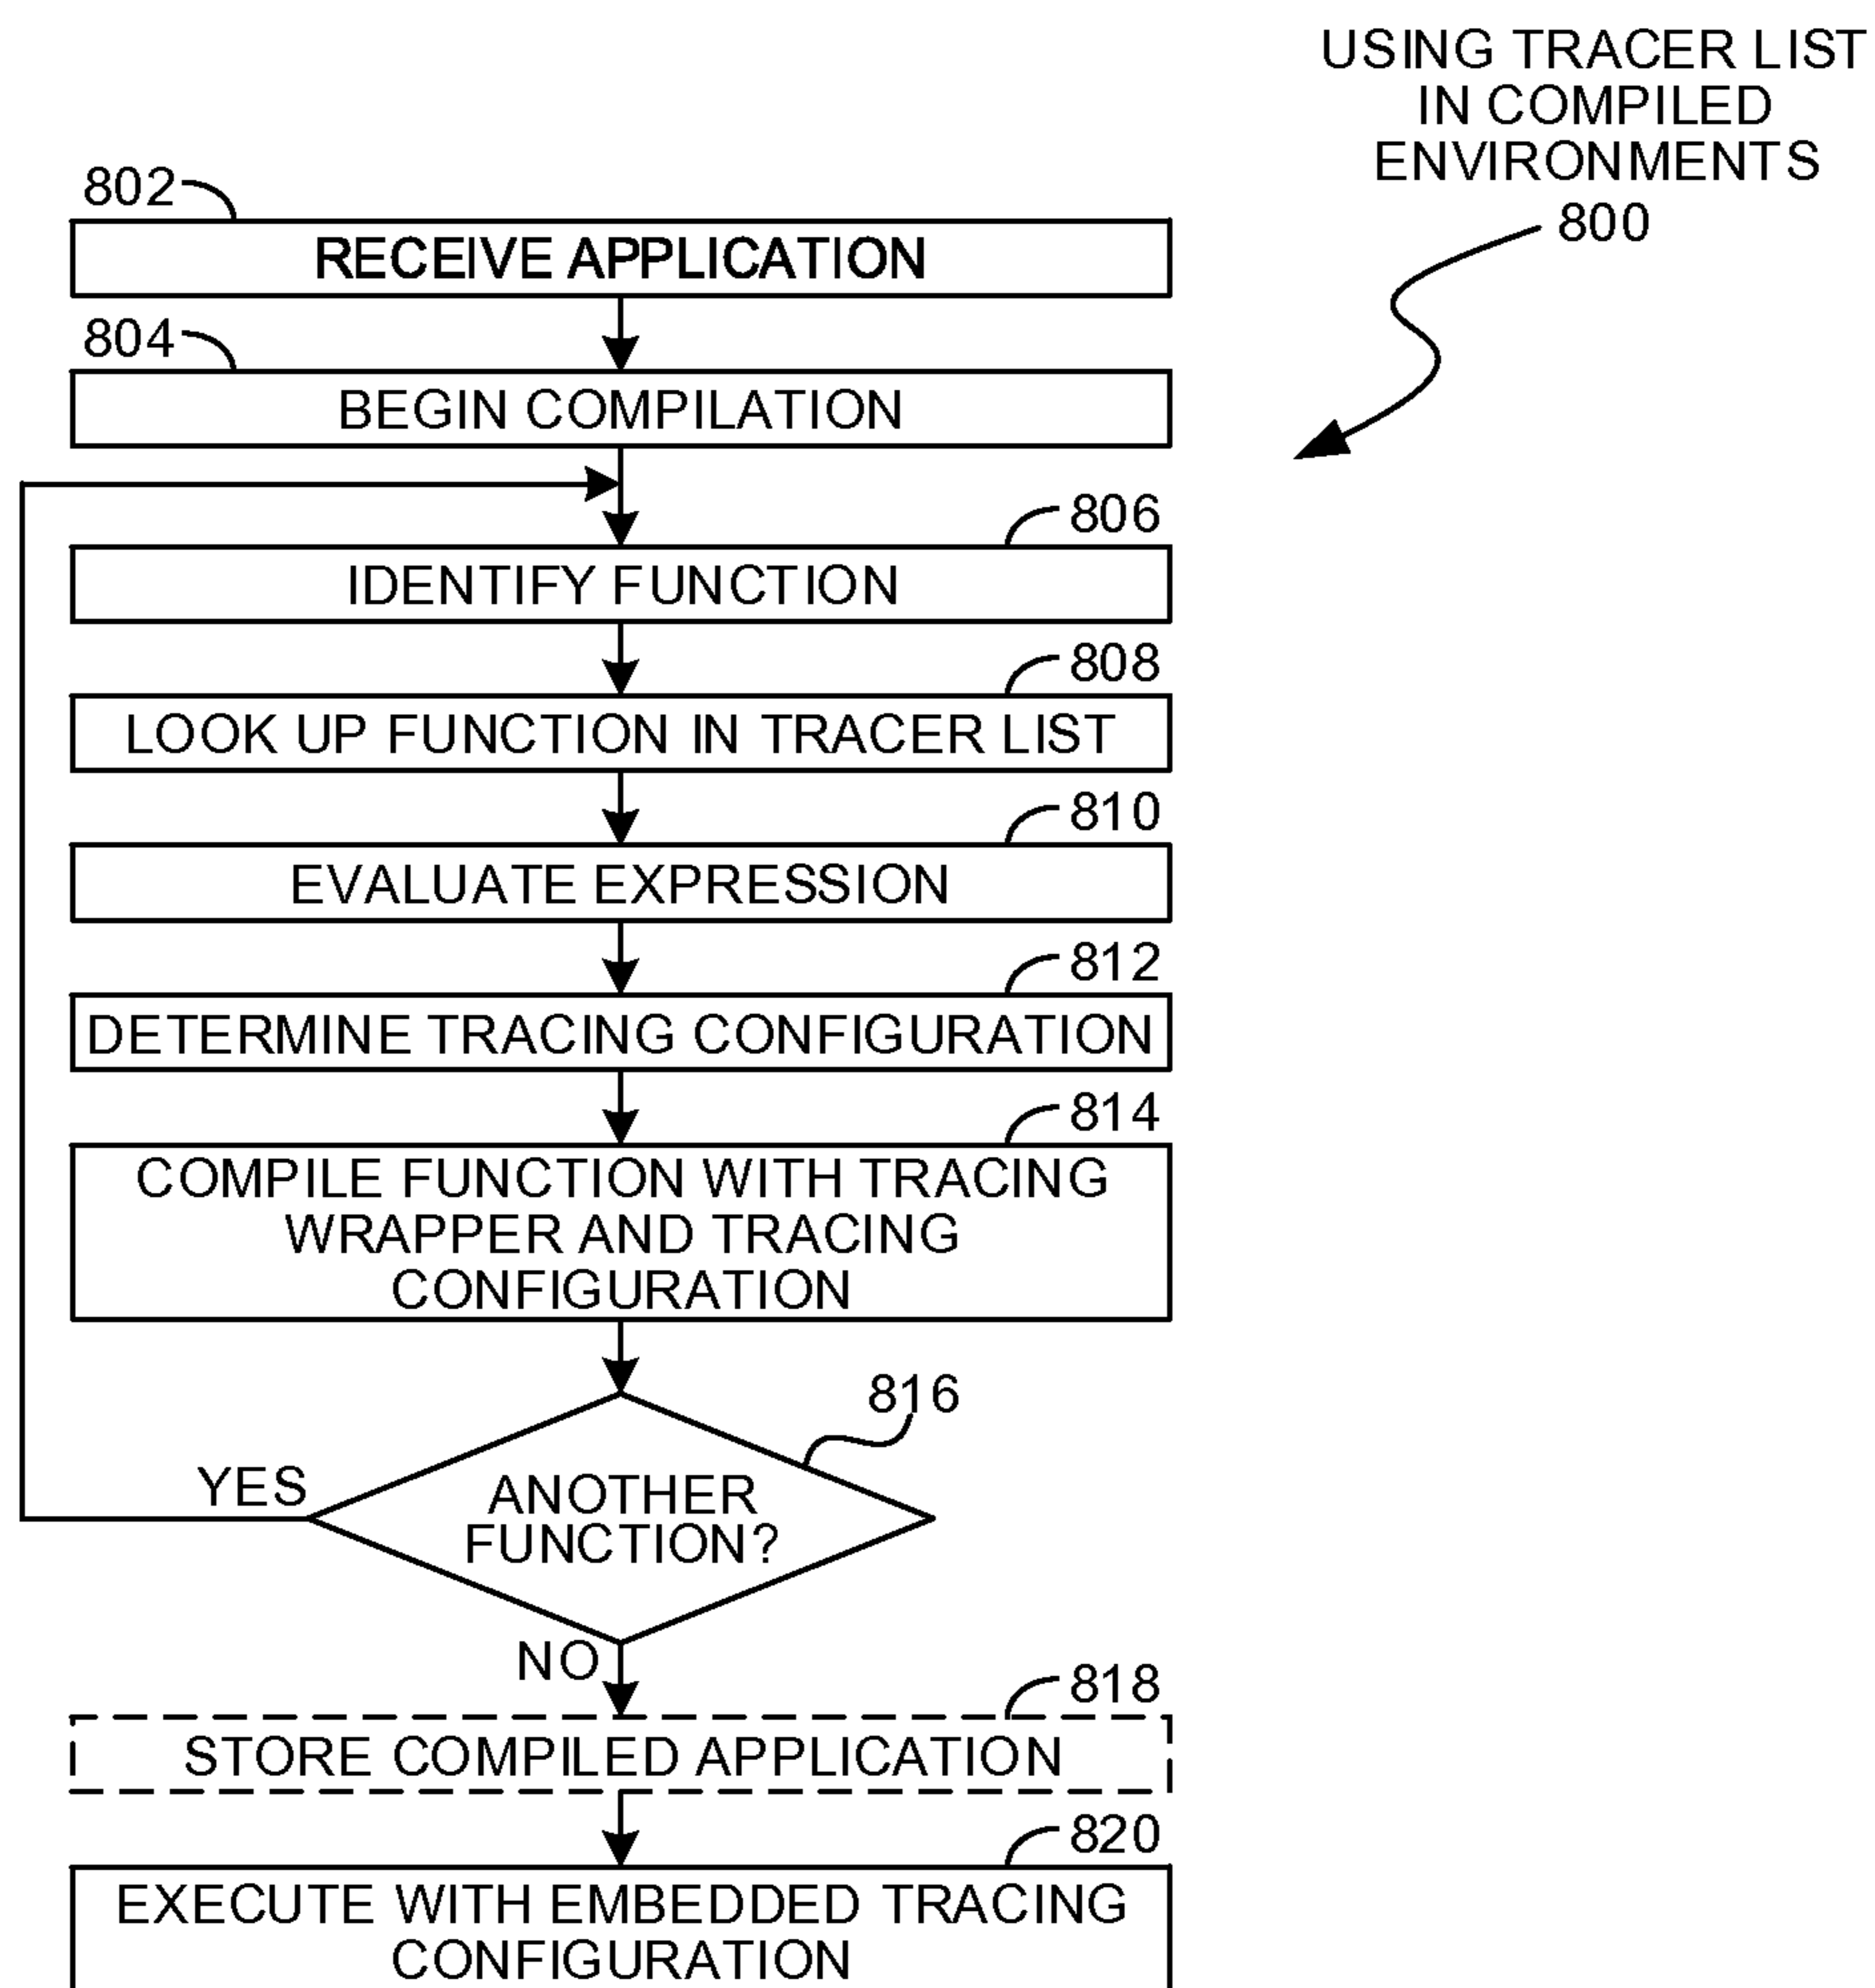 USING TRACER LIST
IN COMPILED
ENVIRONMENTS
800
802
RECEIVE APPLICATION
804
BEGIN COMPILATION
806
IDENTIFY FUNCTION
808
LOOK UP FUNCTION IN TRACER LIST
810
EVALUATE EXPRESSION
812
DETERMINE TRACING CONFIGURATION
814
COMPILE FUNCTION WITH TRACING
WRAPPER AND TRACING
CONFIGURATION
816
YES
ANOTHER
FUNCTION?
NO
818
STORE COMPILED APPLICATION
820
EXECUTE WITH EMBEDDED TRACING
CONFIGURATION